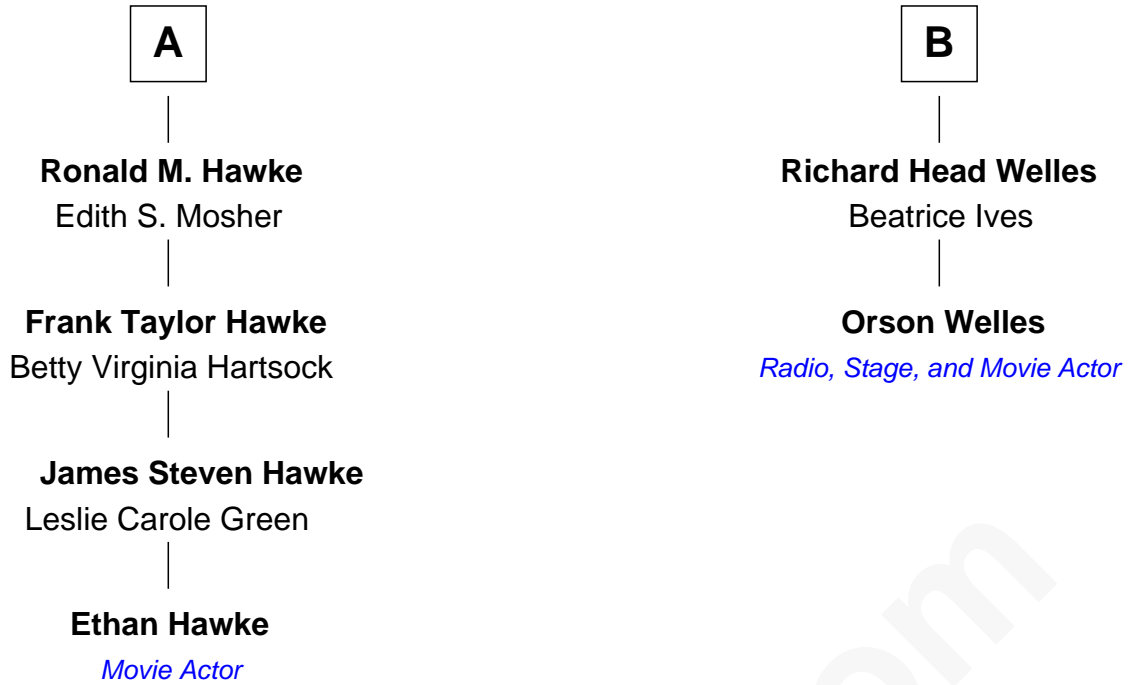 A
Ronald M. Hawke
Edith S. Mosher
Frank Taylor Hawke
Betty Virginia Hartsock
James Steven Hawke
Leslie Carole Green
Ethan Hawke
Movie Actor
B
Richard Head Welles
Beatrice Ives
Orson Welles
Radio, Stage, and Movie Actor
om